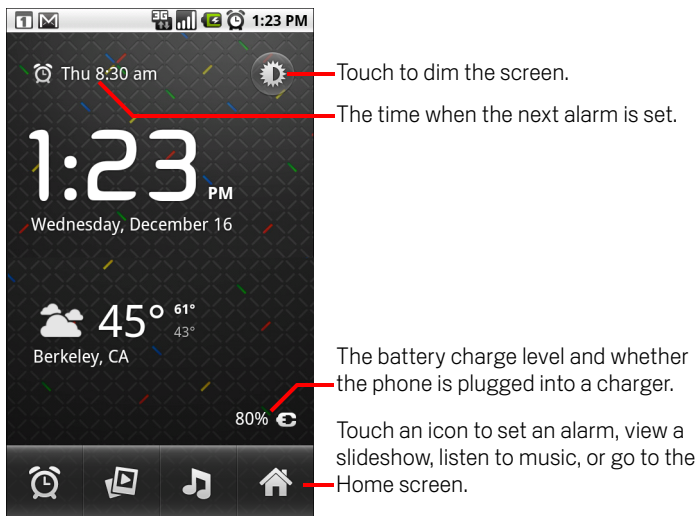 1 3G 1:23 PM
Thu 8:30 am
Touch to dim the screen.
The time when the next alarm is set.
1:23 PM
Wednesday, December 16
45° 61°
43°
Berkeley, CA
The battery charge level and whether
the phone is plugged into a charger.
80%
Touch an icon to set an alarm, view a
slideshow, listen to music, or go to the
Home screen.